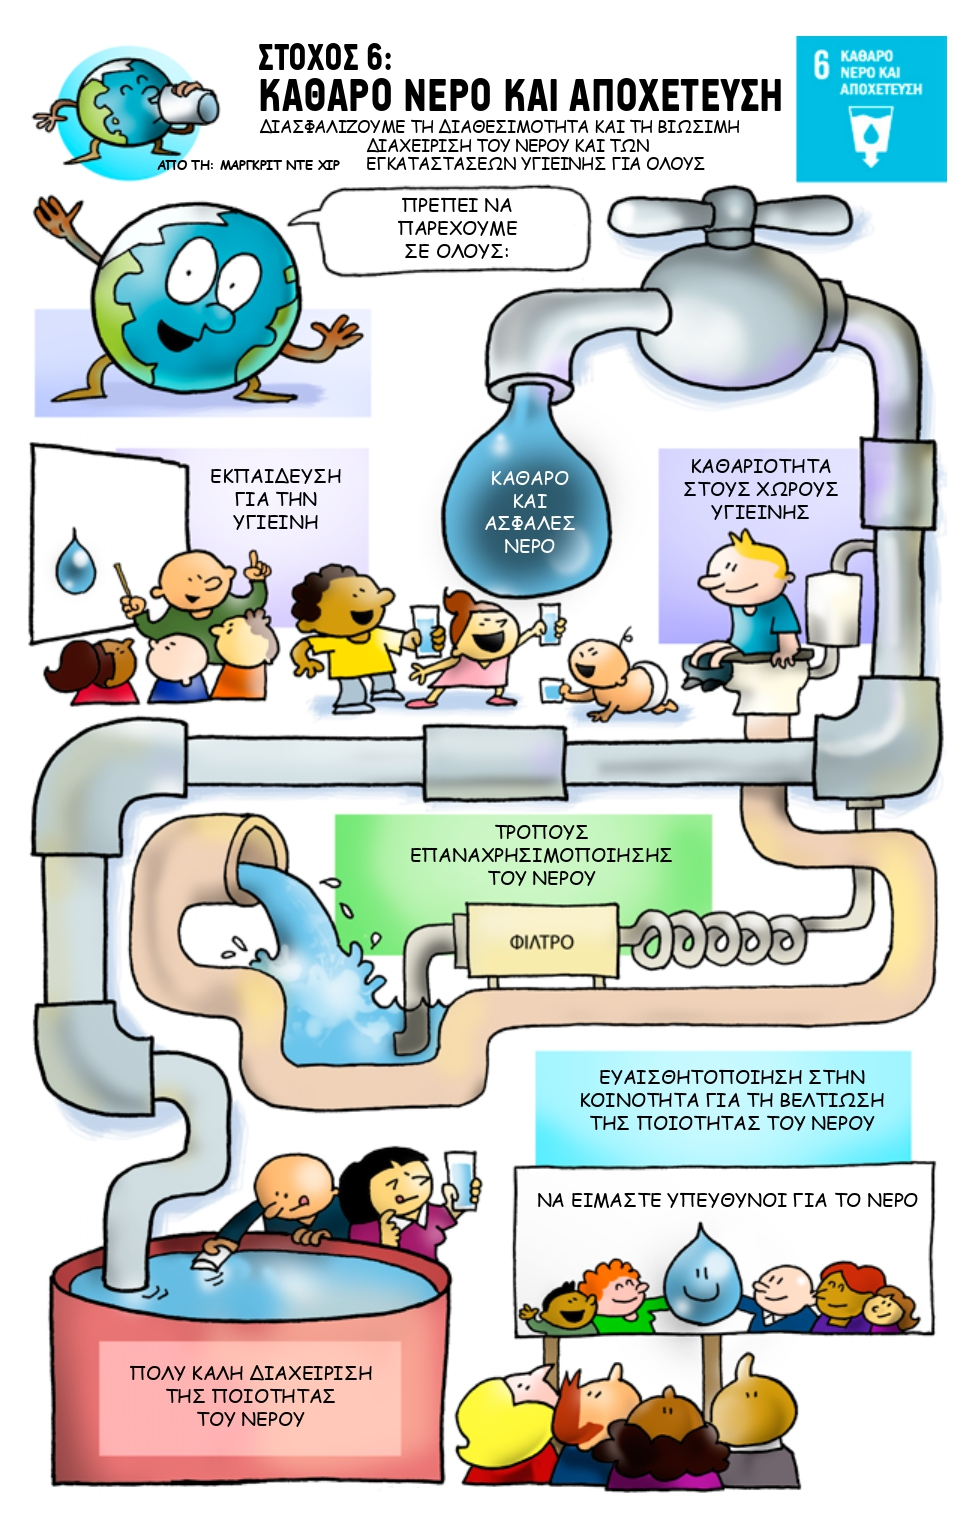 ΣΤΟΧΟΣ 6:
ΚΑΘΑΡΟ ΝΕΡΟ ΚΑΙ ΑΠΟΧΕΤΕΥΣΗ
ΔΙΑΣΦΑΛΙΖΟΥΜΕ ΤΗ ΔΙΑΘΕΣΙΜΟΤΗΤΑ ΚΑΙ ΤΗ ΒΙΩΣΙΜΗ
ΔΙΑΧΕΙΡΙΣΗ ΤΟΥ ΝΕΡΟΥ ΚΑΙ ΤΩΝ
ΕΓΚΑΤΑΣΤΑΣΕΩΝ ΥΓΙΕΙΝΗΣ ΓΙΑ ΟΛΟΥΣ
ΑΠΟ ΤΗ: ΜΑΡΓΚΡΙΤ ΝΤΕ ΧΙΡ
6 ΚΑΘΑΡΟ
ΝΕΡΟ ΚΑΙ
ΑΠΟΧΕΤΕΥΣΗ
ΠΡΕΠΕΙ ΝΑ
ΠΑΡΕΧΟΥΜΕ
ΣΕ ΟΛΟΥΣ:
ΕΚΠΑΙΔΕΥΣΗ
ΓΙΑ ΤΗΝ
ΥΓΙΕΙΝΗ
ΚΑΘΑΡΟ
ΚΑΙ
ΑΣΦΑΛΕΣ
ΝΕΡΟ
ΚΑΘΑΡΙΟΤΗΤΑ
ΣΤΟΥΣ ΧΩΡΟΥΣ
ΥΓΙΕΙΝΗΣ
ΤΡΟΠΟΥΣ
ΕΠΑΝΑΧΡΗΣΙΜΟΠΟΙΗΣΗΣ
ΤΟΥ ΝΕΡΟΥ
ΦΙΛΤΡΟ
ΕΥΑΙΣΘΗΤΟΠΟΙΗΣΗ ΣΤΗΝ
ΚΟΙΝΟΤΗΤΑ ΓΙΑ ΤΗ ΒΕΛΤΙΩΣΗ
ΤΗΣ ΠΟΙΟΤΗΤΑΣ ΤΟΥ ΝΕΡΟΥ
ΝΑ ΕΙΜΑΣΤΕ ΥΠΕΥΘΥΝΟΙ ΓΙΑ ΤΟ ΝΕΡΟ
ΠΟΛΥ ΚΑΛΗ ΔΙΑΧΕΙΡΙΣΗ
ΤΗΣ ΠΟΙΟΤΗΤΑΣ
ΤΟΥ ΝΕΡΟΥ